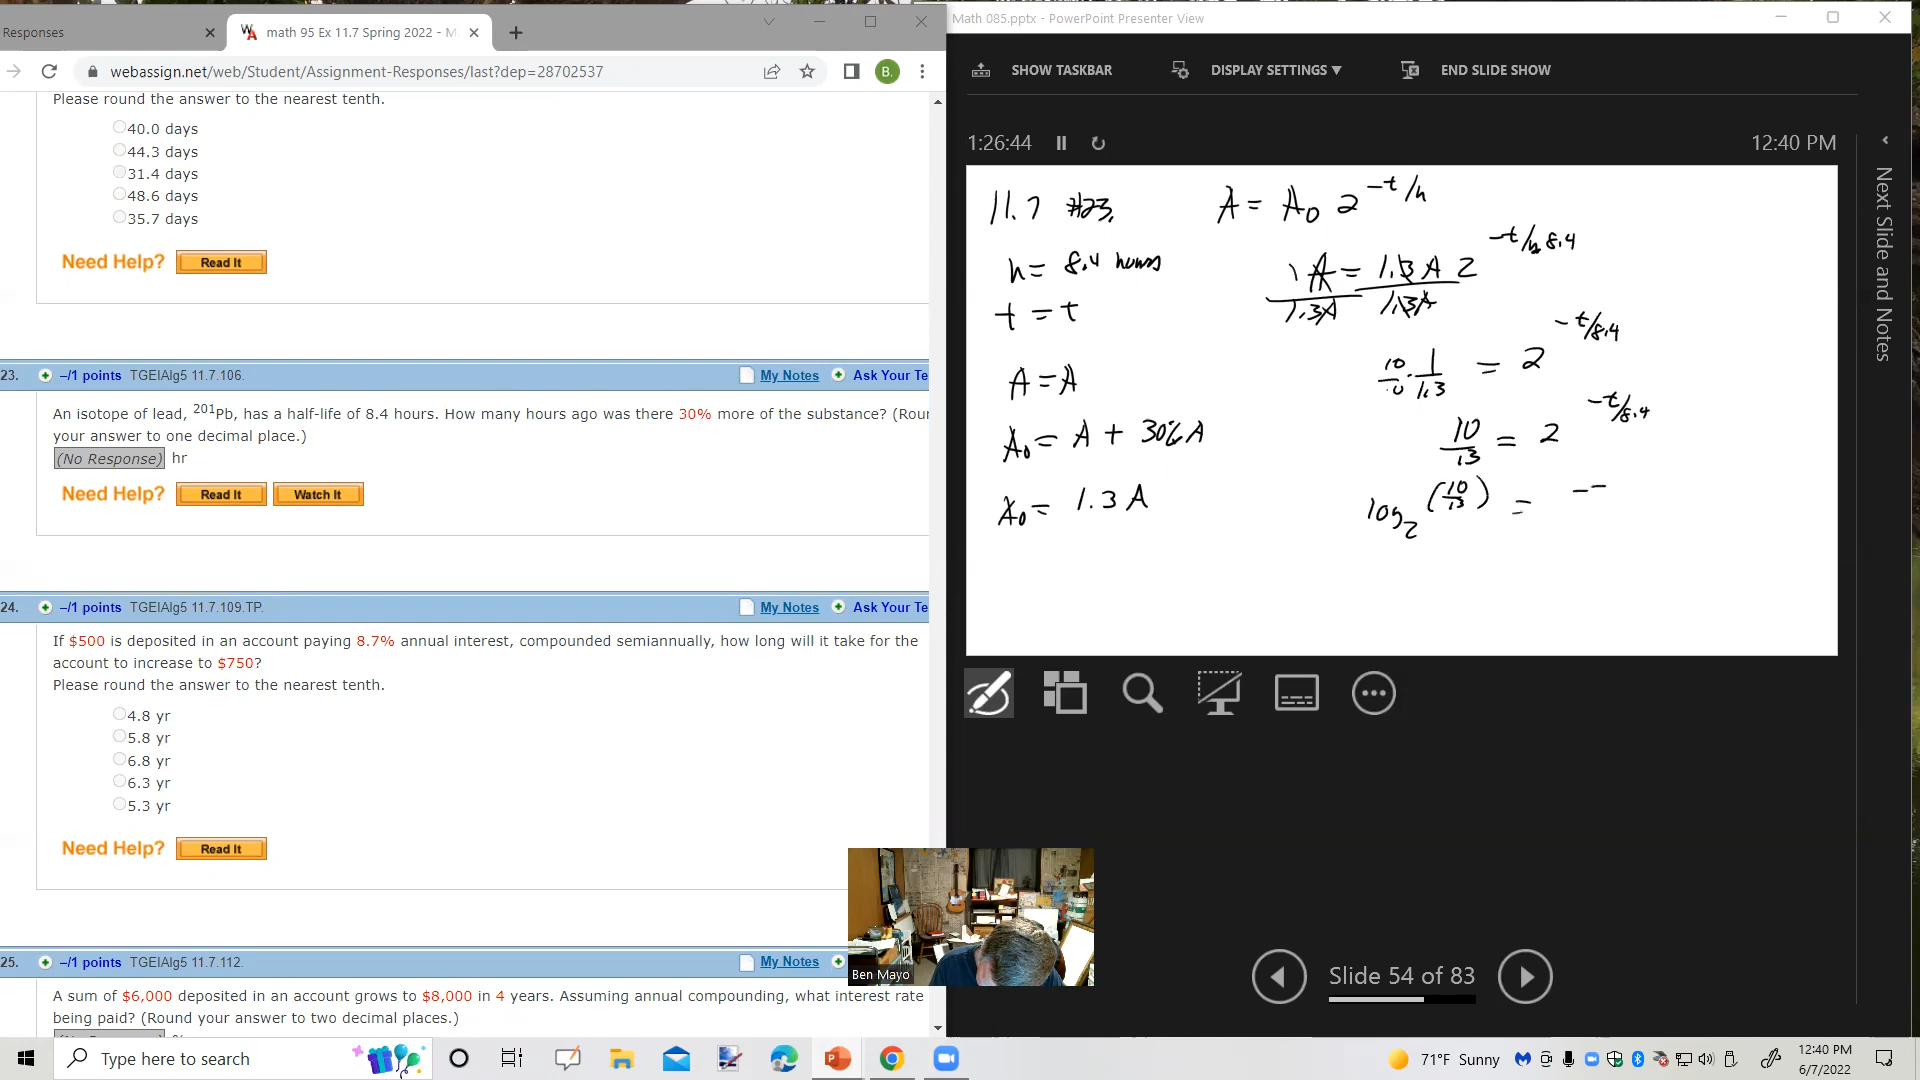 Responses
math 95 Ex 11.7 Spring 2022 - M
Math 085.pptx - PowerPoint Presenter View
webassign.net/web/Student/Assignment-Responses/last?dep=28702537
B.
SHOW TASKBAR
DISPLAY SETTINGS ▼
END SLIDE SHOW
Please round the answer to the nearest tenth.
40.0 days
44.3 days
31.4 days
48.6 days
35.7 days
Need Help? Read It
23. –/1 points TGEIAlg5 11.7.106. My Notes Ask Your Te
An isotope of lead, ²⁰¹Pb, has a half-life of 8.4 hours. How many hours ago was there 30% more of the substance? (Roun
your answer to one decimal place.)
(No Response) hr
Need Help? Read It Watch It
24. –/1 points TGEIAlg5 11.7.109.TP. My Notes Ask Your Te
If $500 is deposited in an account paying 8.7% annual interest, compounded semiannually, how long will it take for the
account to increase to $750?
Please round the answer to the nearest tenth.
4.8 yr
5.8 yr
6.8 yr
6.3 yr
5.3 yr
Need Help? Read It
25. –/1 points TGEIAlg5 11.7.112. My Notes
A sum of $6,000 deposited in an account grows to $8,000 in 4 years. Assuming annual compounding, what interest rate
being paid? (Round your answer to two decimal places.)
1:26:44
12:40 PM
Next Slide and Notes
11.7 #23.
h = 8.4 hours
t = t
A = A
A₀ = A + 30% A
A₀ = 1.3 A
A = A₀ 2^(-t/h)
1A = 1.3 A 2^(-t/8.4)
1.3A 1.3A
10/10 · 1/1.3 = 2^(-t/8.4)
10/13 = 2^(-t/8.4)
log₂ (10/13) = -
Ben Mayo
Slide 54 of 83
Type here to search
71°F Sunny
12:40 PM
6/7/2022